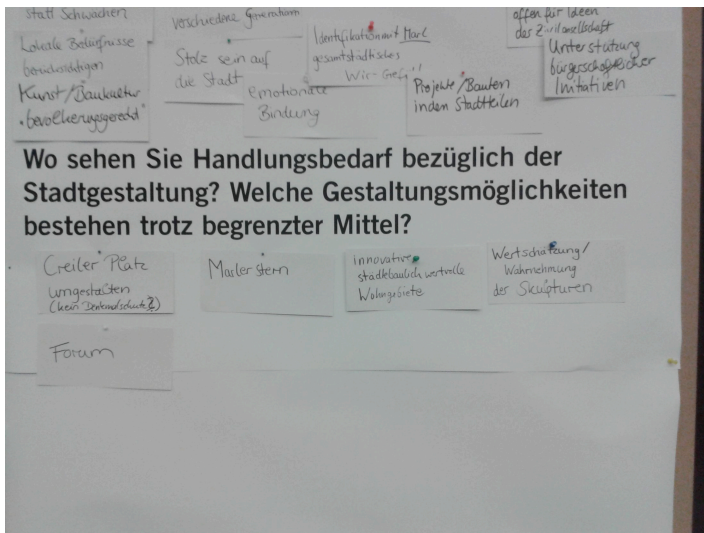 statt Schwächen
Lokale Bedürfnisse
berücksichtigen
Kunst/Baukultur
"bevölkerungsgerecht"
verschiedene
Stolz sein auf
die Stadt
emotionale
Bindung
Identifikation mit Marl
gesamtstädtisches
Wir-Gefühl
Projekte/Bauten
in den Stadtteilen
offen für Ideen
der Zivilgesellschaft
Unterstützung
bürgerschaftlicher
Initiativen
Wo sehen Sie Handlungsbedarf bezüglich der
Stadtgestaltung? Welche Gestaltungsmöglichkeiten
bestehen trotz begrenzter Mittel?
Creiler Platz
umgestalten
(kein Denkmalschutz!)
Forum
Marler Stern
innovative
städtebaulich wertvolle
Wohngebiete
Wertschätzung/
Wahrnehmung
der Skulpturen